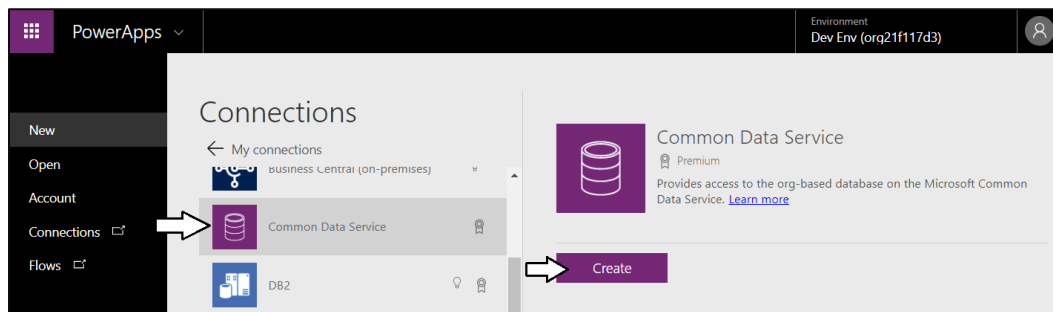 PowerApps
Environment
Dev Env (org21f117d3)
New
Open
Account
Connections
Flows
Connections
My connections
Business Central (on-premises)
Common Data Service
DB2
Common Data Service
Premium
Provides access to the org-based database on the Microsoft Common
Data Service. Learn more
Create